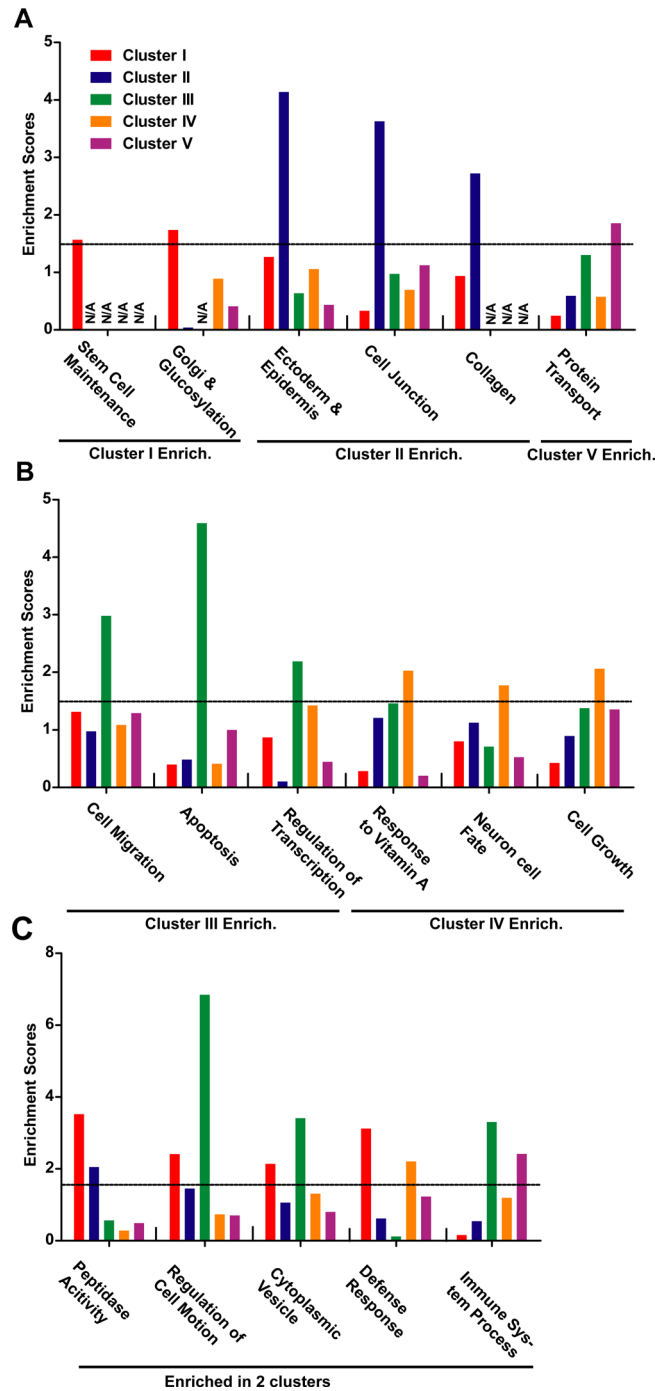 A
5
4
3
2
1
0
Enrichment Scores
Cluster I
Cluster II
Cluster III
Cluster IV
Cluster V
N/A
N/A
N/A
N/A
N/A
N/A
N/A
Stem Cell
Maintenance
Golgi &
Glucosylation
Ectoderm &
Epidermis
Cell Junction
Collagen
Protein
Transport
Cluster I Enrich.
Cluster II Enrich.
Cluster V Enrich.
B
5
4
3
2
1
0
Enrichment Scores
Cell Migration
Apoptosis
Regulation of
Transcription
Response
to Vitamin A
Neuron cell
Fate
Cell Growth
Cluster III Enrich.
Cluster IV Enrich.
C
8
6
4
2
0
Enrichment Scores
Peptidase
Acitivity
Regulation of
Cell Motion
Cytoplasmic
Vesicle
Defense
Response
Immune Sys-
tem Process
Enriched in 2 clusters